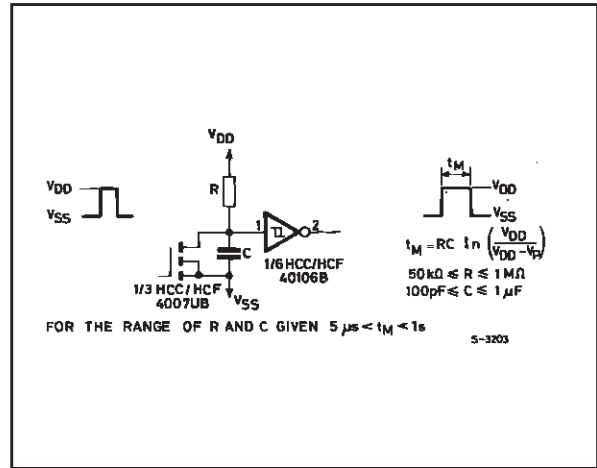 VDD
VDD
VSS
R
1
2
C
1/6 HCC/HCF
40106B
1/3 HCC/HCF
4007UB
VSS
tM
VDD
VSS
tM = RC ln (VDD / VDD - VP)
50kΩ ≤ R ≤ 1MΩ
100pF ≤ C ≤ 1µF
FOR THE RANGE OF R AND C GIVEN 5µs < tM < 1s
S-3203